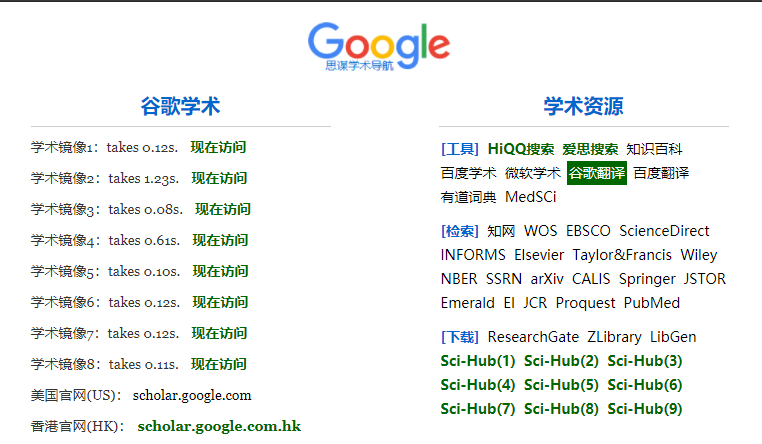 Google
思谋学术导航
谷歌学术
学术镜像1：takes 0.12s. 现在访问
学术镜像2：takes 1.23s. 现在访问
学术镜像3：takes 0.08s. 现在访问
学术镜像4：takes 0.61s. 现在访问
学术镜像5：takes 0.10s. 现在访问
学术镜像6：takes 0.12s. 现在访问
学术镜像7：takes 0.12s. 现在访问
学术镜像8：takes 0.11s. 现在访问
美国官网(US)： scholar.google.com
香港官网(HK)： scholar.google.com.hk
学术资源
[工具] HiQQ搜索 爱思搜索 知识百科
百度学术 微软学术 谷歌翻译 百度翻译
有道词典 MedSCi
[检索] 知网 WOS EBSCO ScienceDirect
INFORMS Elsevier Taylor&Francis Wiley
NBER SSRN arXiv CALIS Springer JSTOR
Emerald EI JCR Proquest PubMed
[下载] ResearchGate ZLibrary LibGen
Sci-Hub(1) Sci-Hub(2) Sci-Hub(3)
Sci-Hub(4) Sci-Hub(5) Sci-Hub(6)
Sci-Hub(7) Sci-Hub(8) Sci-Hub(9)